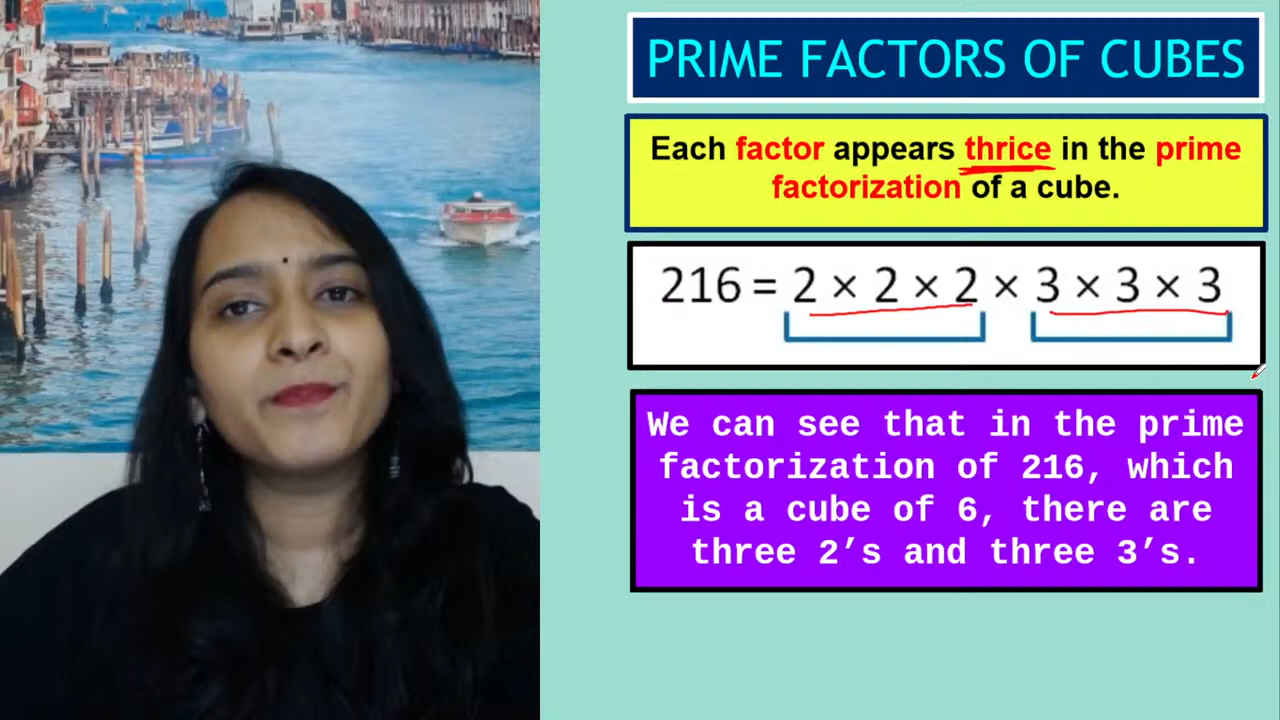 PRIME FACTORS OF CUBES
Each factor appears thrice in the prime
factorization of a cube.
216 = 2 × 2 × 2 × 3 × 3 × 3
We can see that in the prime
factorization of 216, which
is a cube of 6, there are
three 2’s and three 3’s.